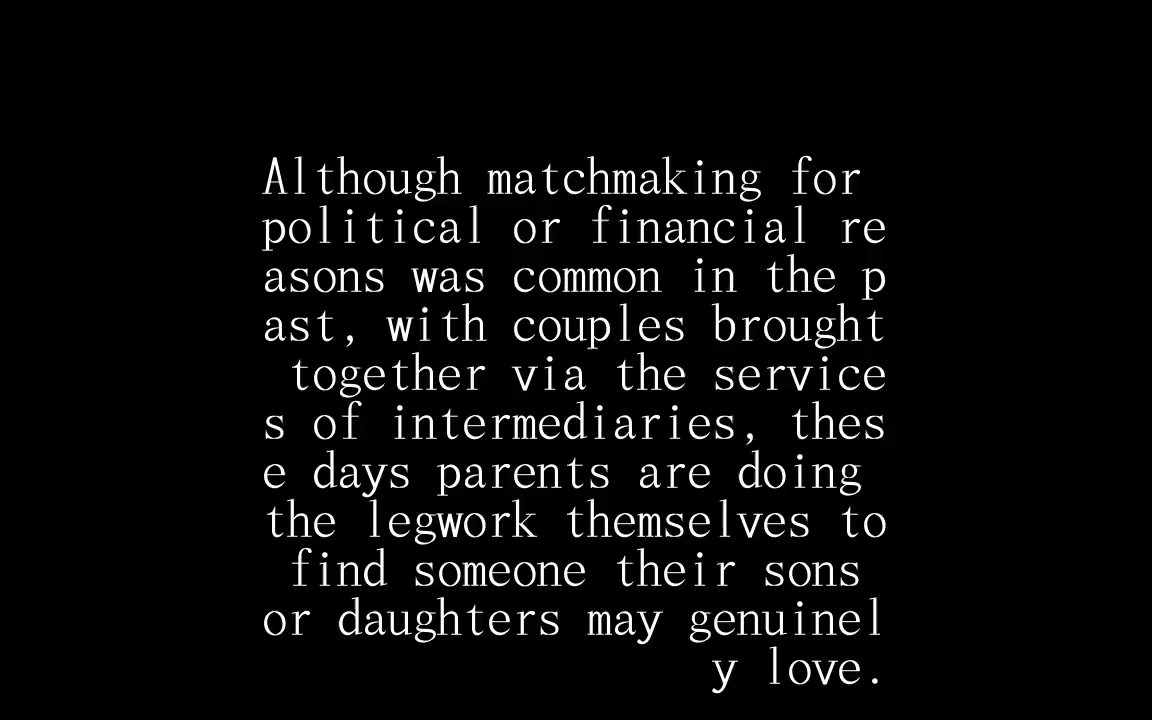 Although matchmaking for
political or financial re
asons was common in the p
ast, with couples brought
together via the service
s of intermediaries, thes
e days parents are doing
the legwork themselves to
find someone their sons
or daughters may genuinel
y love.